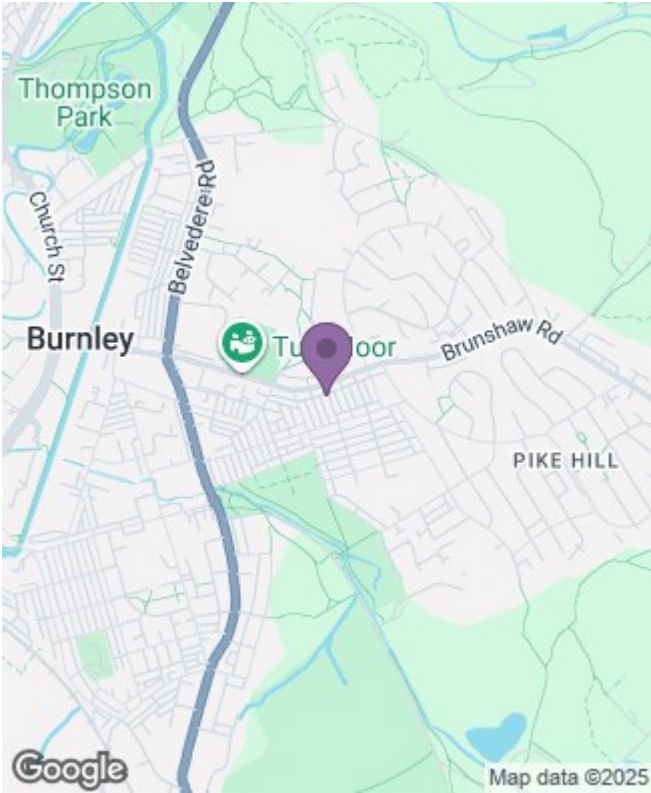 Thompson
Park
Church St
Belvedere Rd
Burnley
Brunshaw Rd
PIKE HILL
Google
Map data ©2025